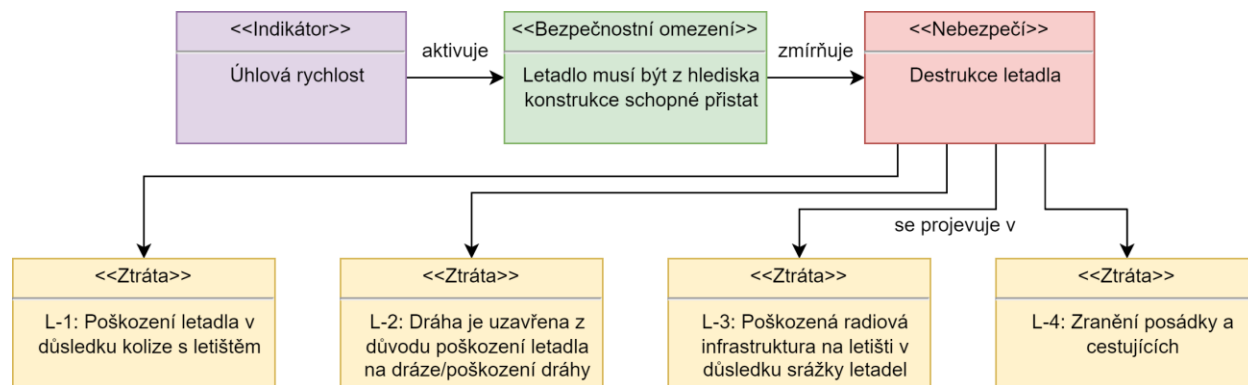 <<Indikátor>>
Úhlová rychlost
aktivuje
<<Bezpečnostní omezení>>
Letadlo musí být z hlediska
konstrukce schopné přistat
zmírňuje
<<Nebezpečí>>
Destrukce letadla
se projevuje v
<<Ztráta>>
L-1: Poškození letadla v
důsledku kolize s letištěm
<<Ztráta>>
L-2: Dráha je uzavřena z
důvodu poškození letadla
na dráze/poškození dráhy
<<Ztráta>>
L-3: Poškozená radiová
infrastruktura na letišti v
důsledku srážky letadel
<<Ztráta>>
L-4: Zranění posádky a
cestujících